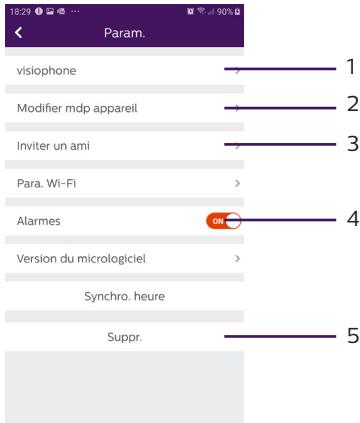 18:29 90%
Param.
visiophone 1
Modifier mdp appareil 2
Inviter un ami 3
Para. Wi-Fi
Alarmes ON 4
Version du micrologiciel
Synchro. heure
Suppr. 5